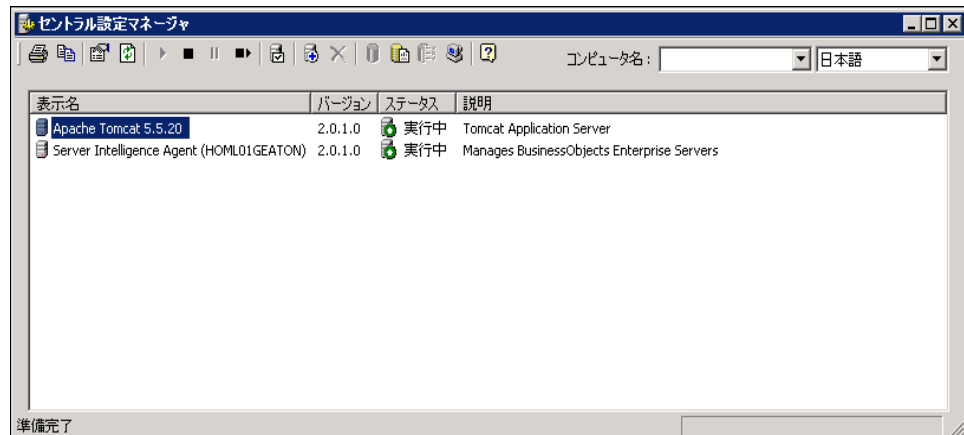 セントラル設定マネージャ
コンピュータ名: 日本語
表示名 バージョン ステータス 説明
Apache Tomcat 5.5.20 2.0.1.0 実行中 Tomcat Application Server
Server Intelligence Agent (HOML01GEATON) 2.0.1.0 実行中 Manages BusinessObjects Enterprise Servers
準備完了